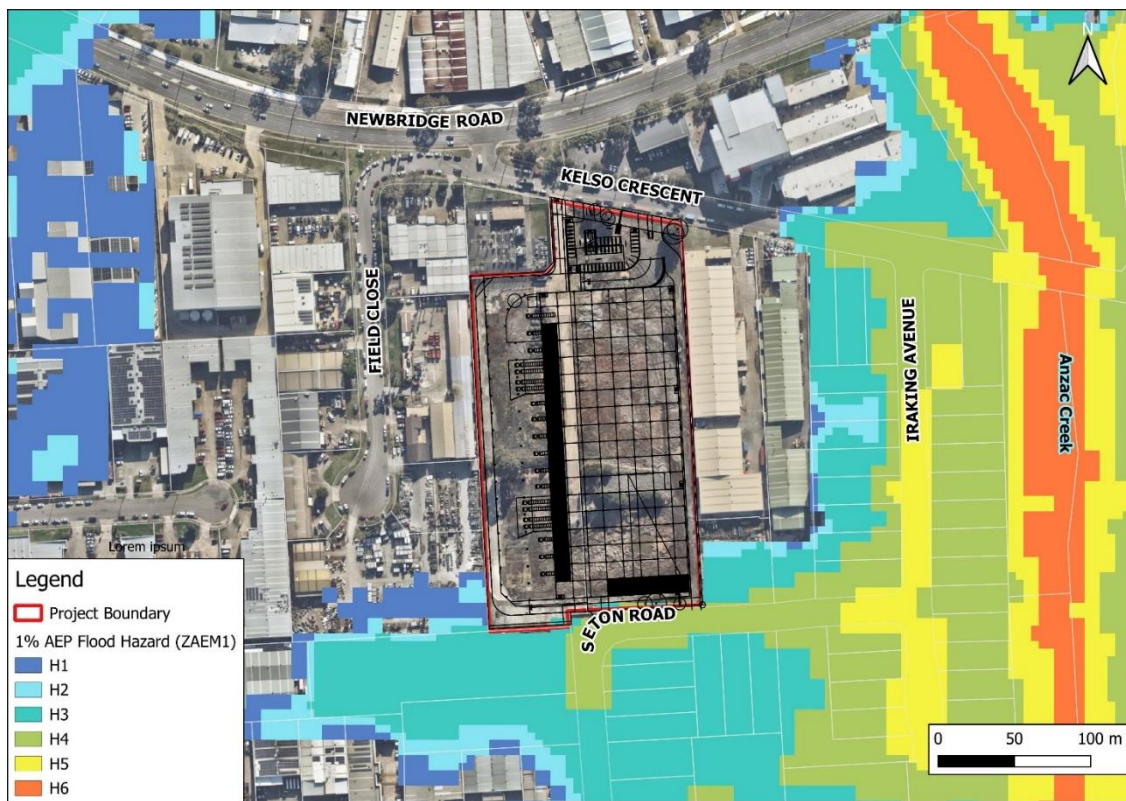 N
NEWBRIDGE ROAD
KELSO CRESCENT
FIELD CLOSE
IRAKING AVENUE
Anzac Creek
SETON ROAD
Lorem ipsum
Legend
Project Boundary
1% AEP Flood Hazard (ZAEM1)
H1
H2
H3
H4
H5
H6
0 50 100 m